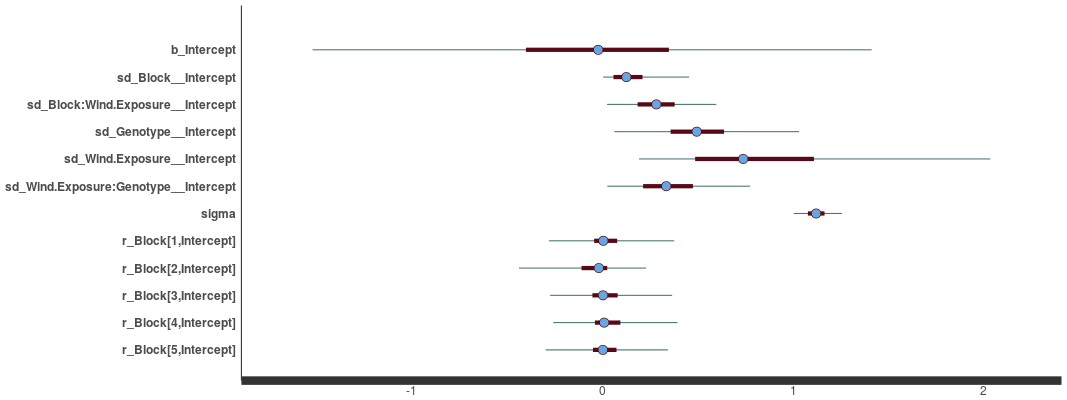 b_Intercept
sd_Block__Intercept
sd_Block:Wind.Exposure__Intercept
sd_Genotype__Intercept
sd_Wind.Exposure__Intercept
sd_Wind.Exposure:Genotype__Intercept
sigma
r_Block[1,Intercept]
r_Block[2,Intercept]
r_Block[3,Intercept]
r_Block[4,Intercept]
r_Block[5,Intercept]
-1 0 1 2